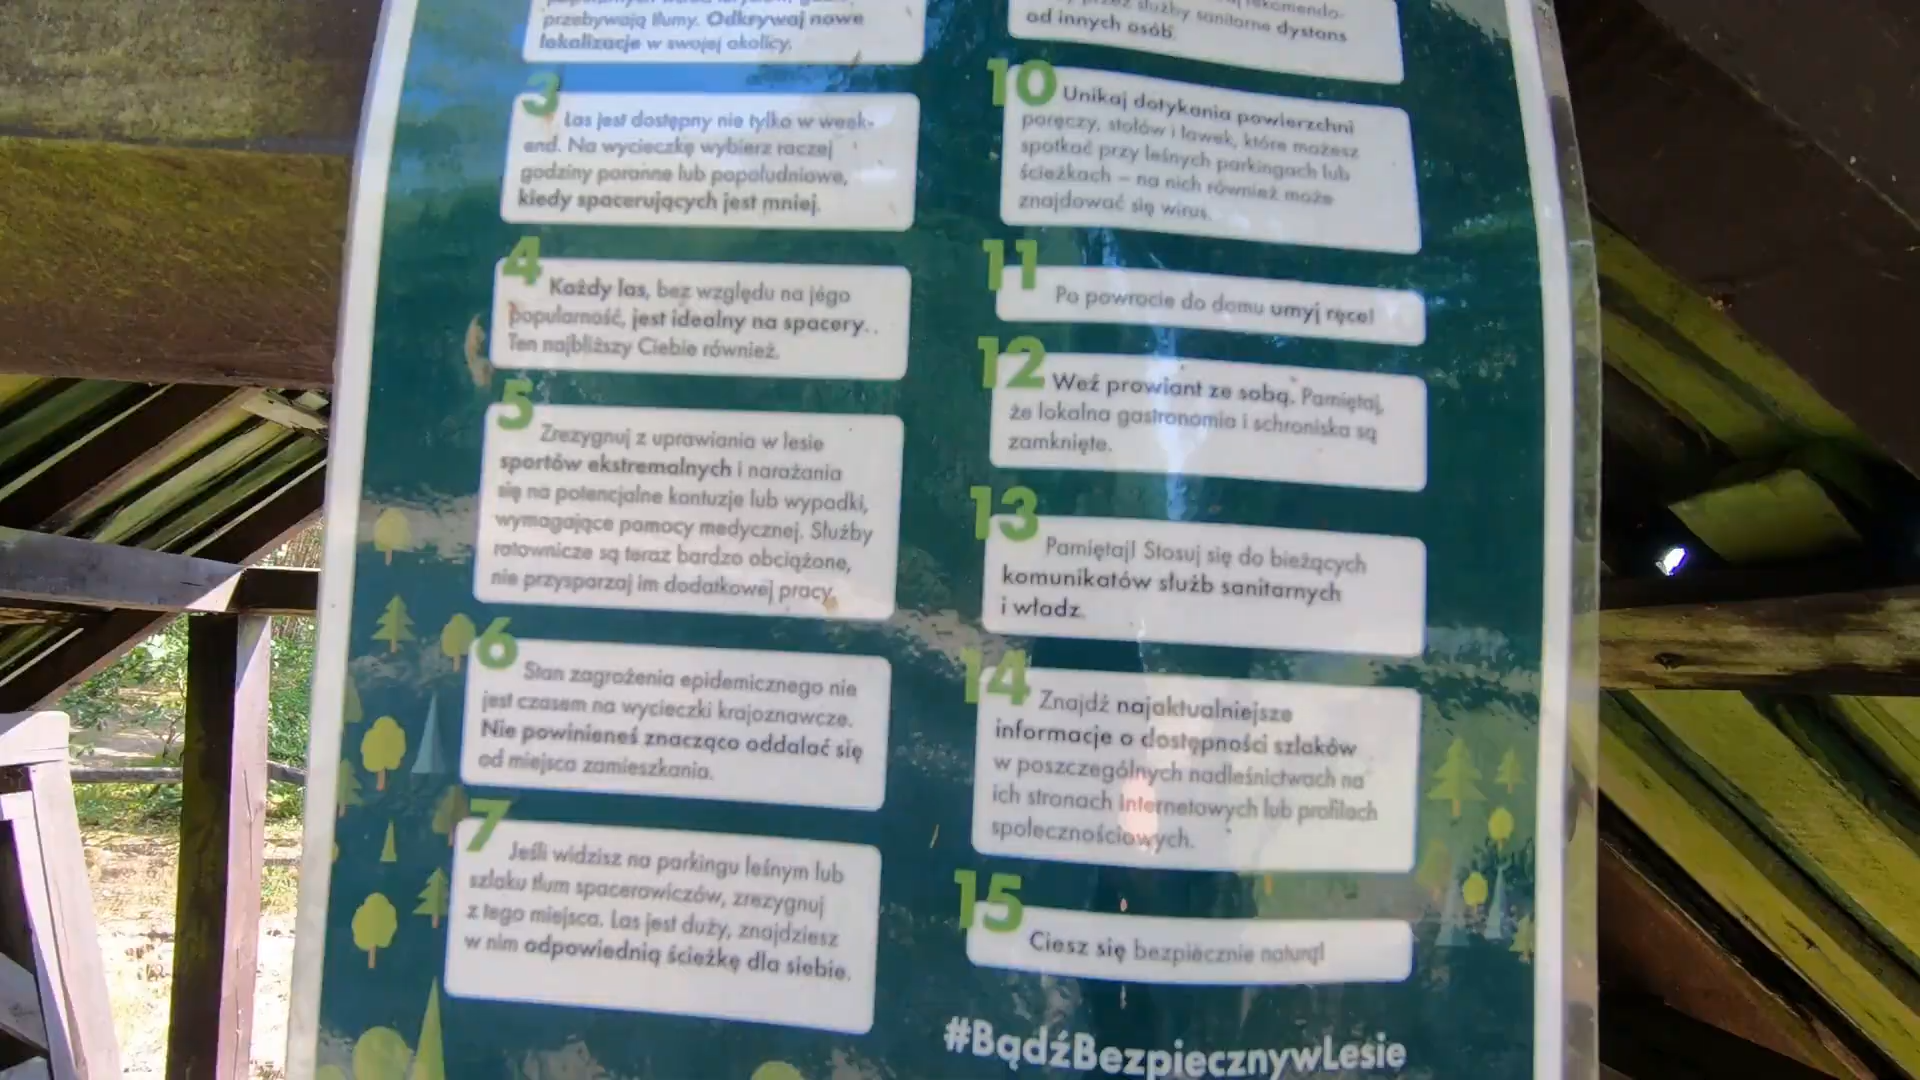 przebywają tłumy. Odkrywaj nowe
lokalizacje w swojej okolicy.
3
Las jest dostępny nie tylko w week-
end. Na wycieczkę wybierz raczej
godziny poranne lub popołudniowe,
kiedy spacerujących jest mniej.
4
Każdy las, bez względu na jego
popularność, jest idealny na spacery.
Ten najbliższy Ciebie również.
5
Zrezygnuj z uprawiania w lesie
sportów ekstremalnych i narażania
się na potencjalne kontuzje lub wypadki,
wymagające pomocy medycznej. Służby
ratownicze są teraz bardzo obciążone,
nie przysparzaj im dodatkowej pracy.
6
Stan zagrożenia epidemicznego nie
jest czasem na wycieczki krajoznawcze.
Nie powinieneś znacząco oddalać się
od miejsca zamieszkania.
7
Jeśli widzisz na parkingu leśnym lub
szlaku tłum spacerowiczów, zrezygnuj
z tego miejsca. Las jest duży, znajdziesz
w nim odpowiednią ścieżkę dla siebie.
służby sanitarne dystans
od innych osób.
10
Unikaj dotykania powierzchni
poręczy, stołów i ławek, które możesz
spotkać przy leśnych parkingach lub
ścieżkach – na nich również może
znajdować się wirus.
11
Po powrocie do domu umyj ręce!
12
Weź prowiant ze sobą. Pamiętaj,
że lokalna gastronomia i schroniska są
zamknięte.
13
Pamiętaj! Stosuj się do bieżących
komunikatów służb sanitarnych
i władz.
14
Znajdź najaktualniejsze
informacje o dostępności szlaków
w poszczególnych nadleśnictwach na
ich stronach internetowych lub profilach
społecznościowych.
15
Ciesz się bezpiecznie naturą!
#BądźBezpiecznywLesie